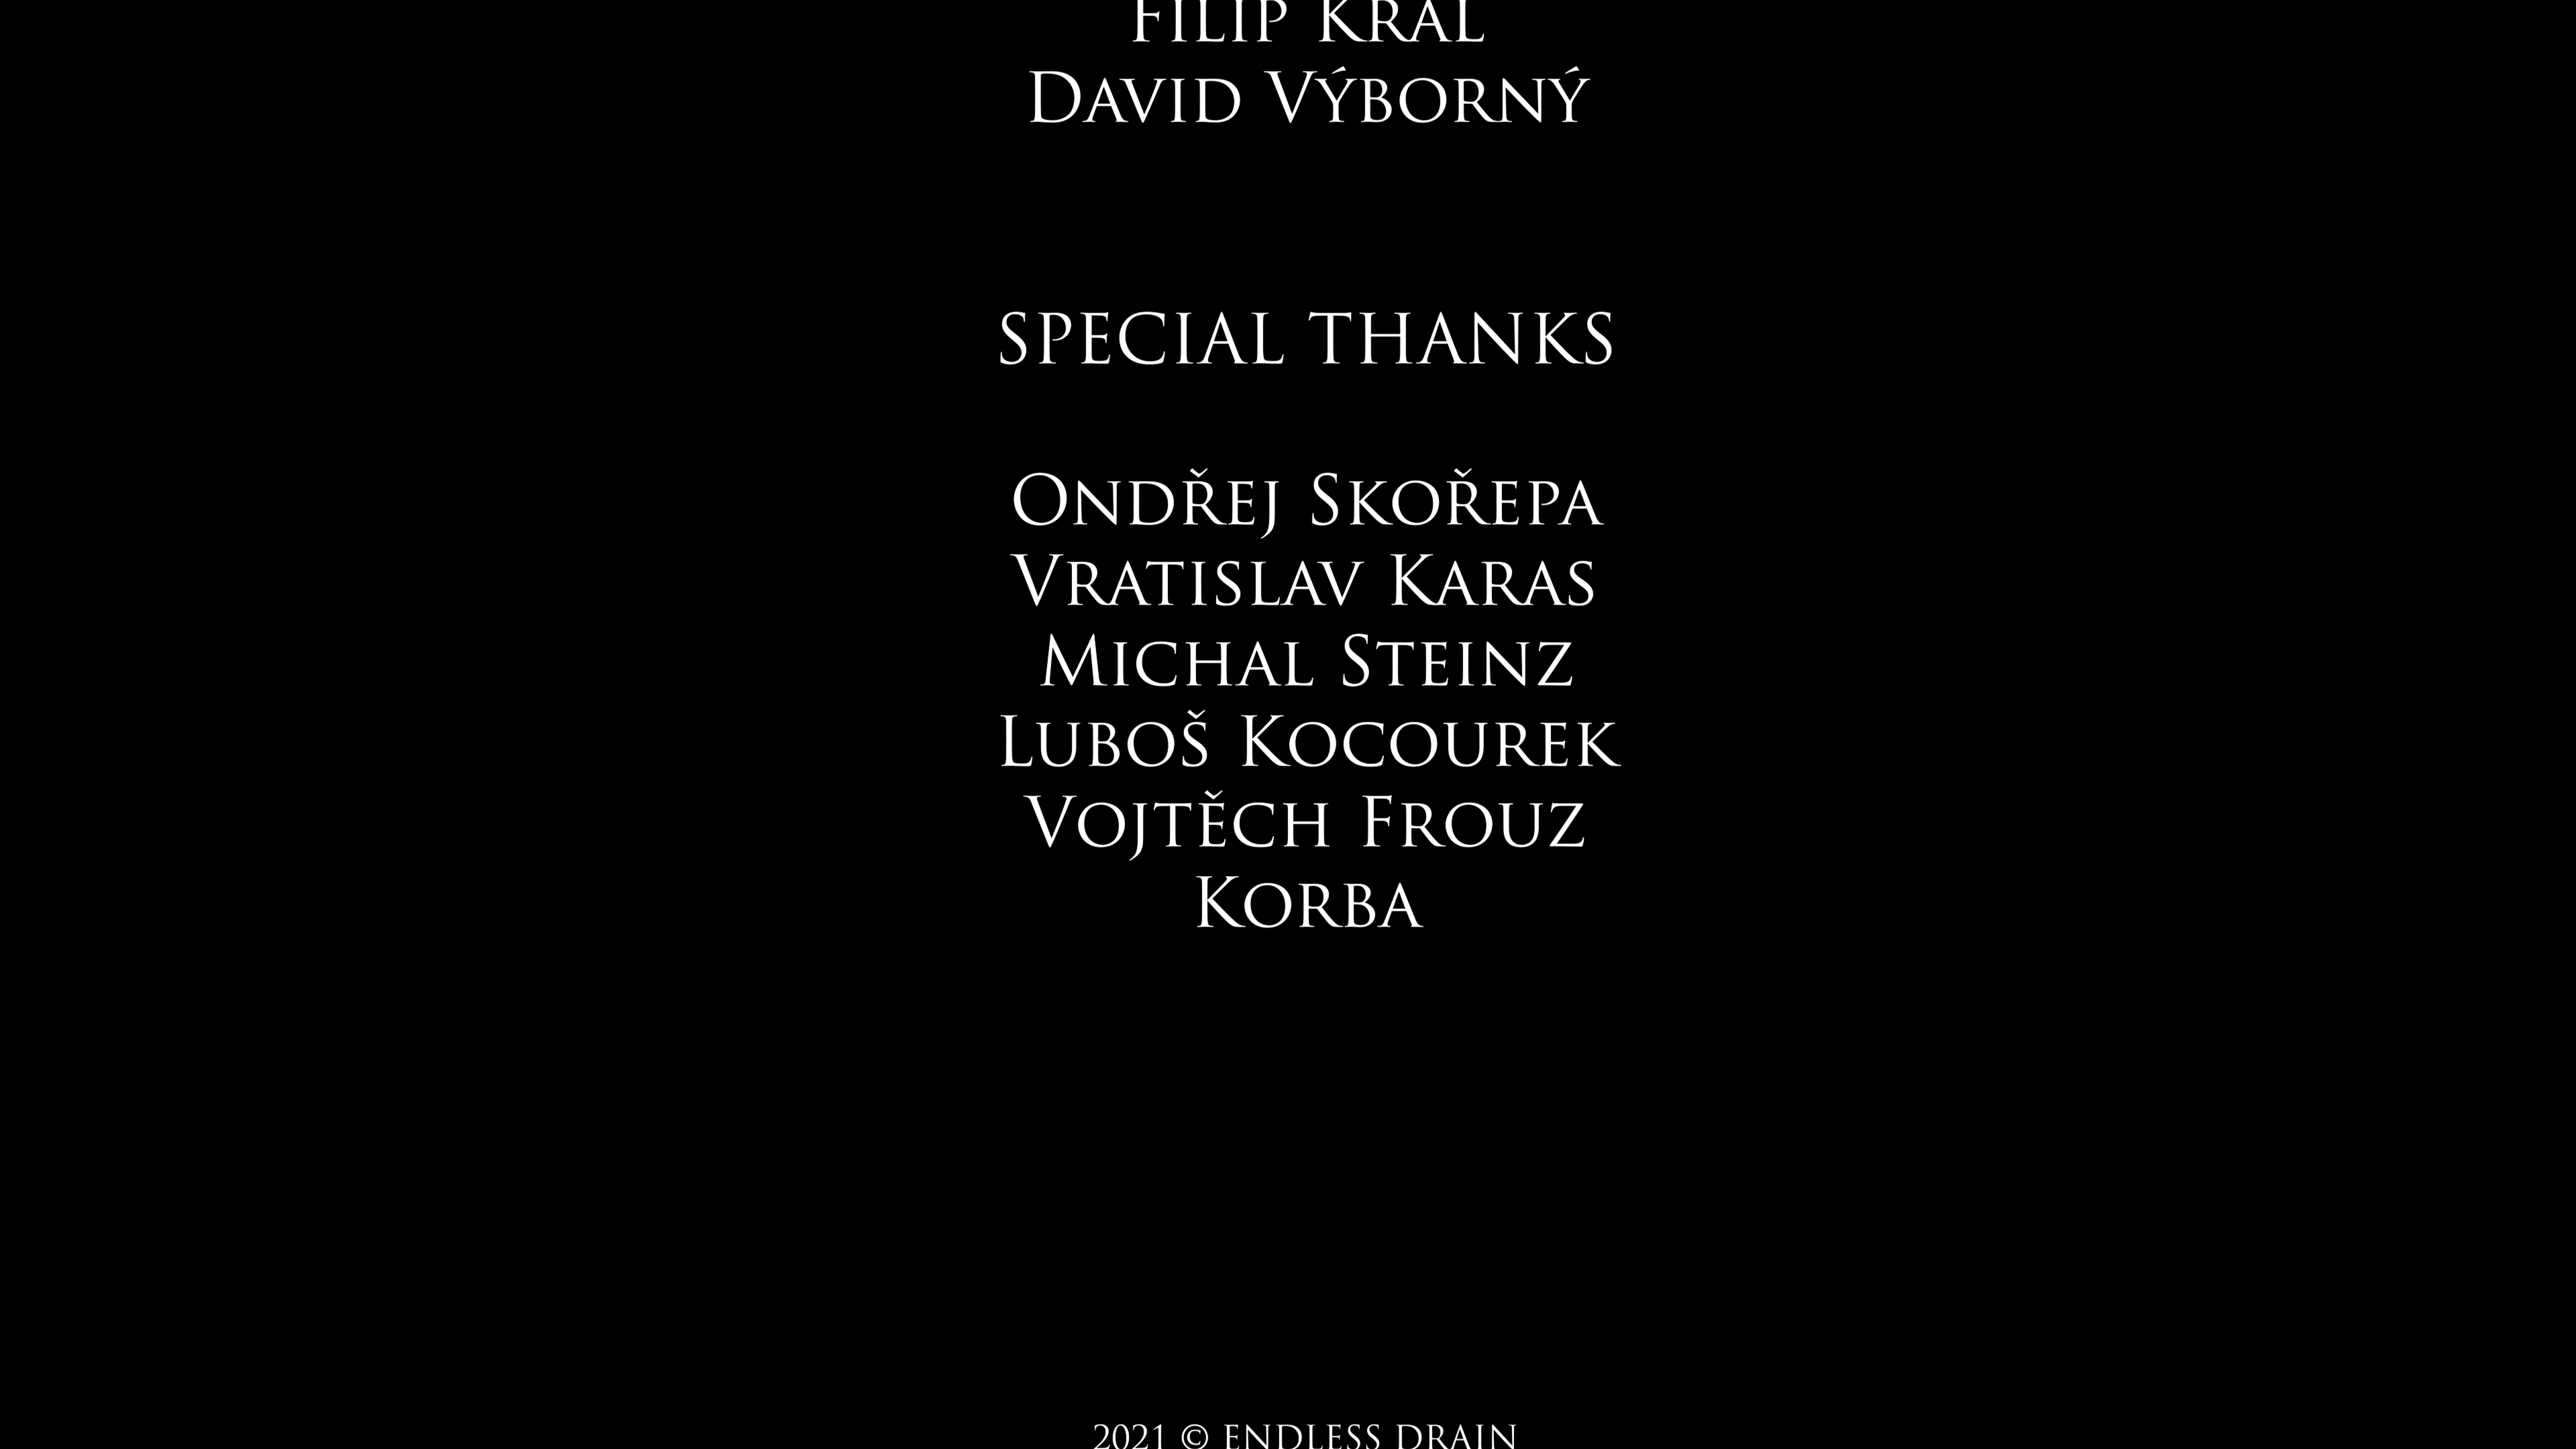 Filip Král
David Výborný
SPECIAL THANKS
Ondřej Skořepa
Vratislav Karas
Michal Steinz
Luboš Kocourek
Vojtěch Frouz
Korba
2021 © ENDLESS DRAIN